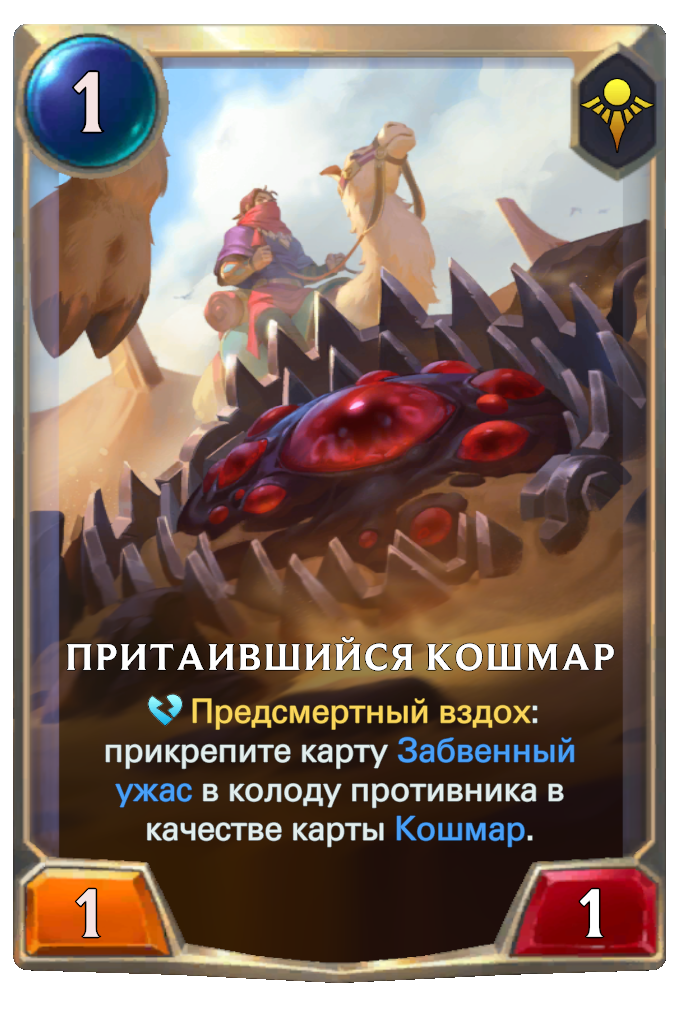 1
ПРИТАИВШИЙСЯ КОШМАР
Предсмертный вздох:
прикрепите карту Забвенный
ужас в колоду противника в
качестве карты Кошмар.
1 1